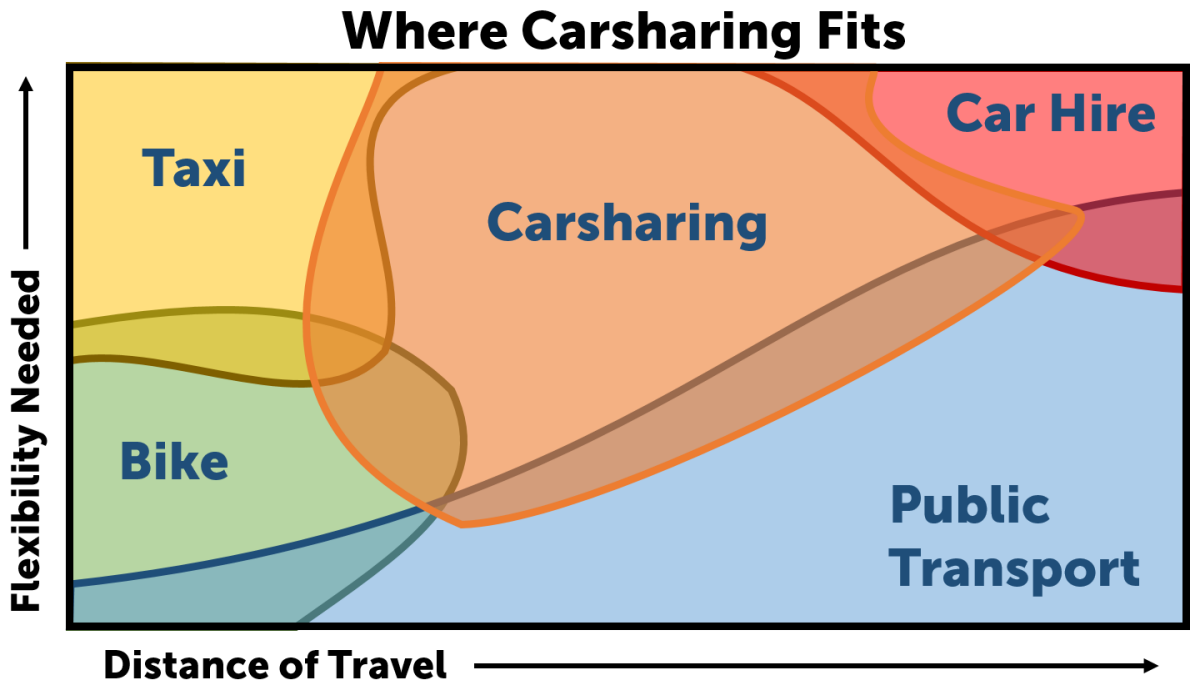 Where Carsharing Fits
Flexibility Needed
Taxi
Carsharing
Car Hire
Bike
Public
Transport
Distance of Travel